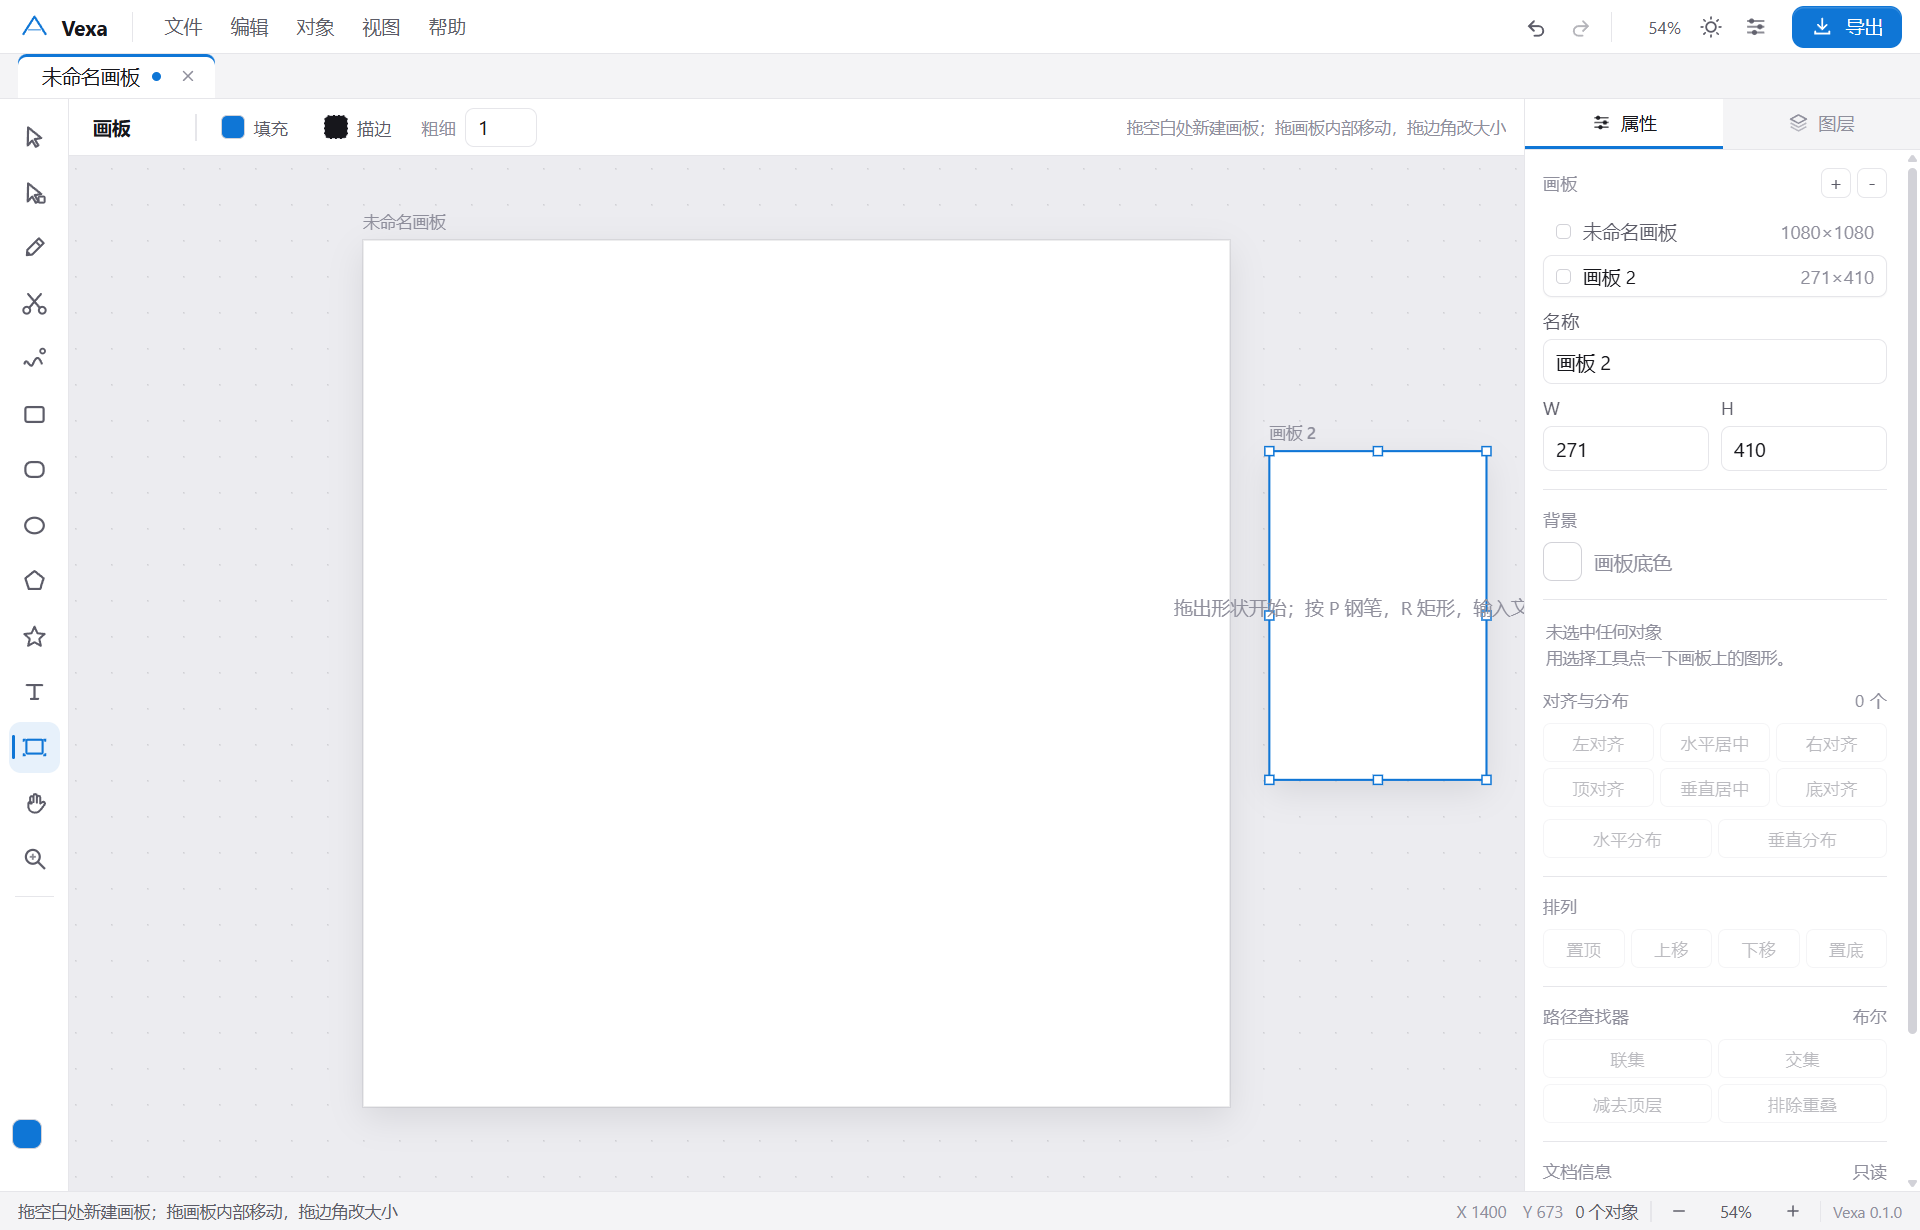 Vexa 文件 编辑 对象 视图 帮助 54% 导出
未命名画板
画板 填充 描边 粗细 1 拖空白处新建画板；拖画板内部移动，拖边角改大小
属性 图层
画板 + -
未命名画板 1080×1080
画板 2 271×410
名称
画板 2
W H
271 410
背景
画板底色
未选中任何对象
用选择工具点一下画板上的图形。
对齐与分布 0 个
左对齐 水平居中 右对齐
顶对齐 垂直居中 底对齐
水平分布 垂直分布
排列
置顶 上移 下移 置底
路径查找器 布尔
联集 交集
减去顶层 排除重叠
文档信息 只读
未命名画板
画板 2
拖出形状开始；按 P 钢笔，R 矩形，输入文
拖空白处新建画板；拖画板内部移动，拖边角改大小 X 1400 Y 673 0 个对象 54% Vexa 0.1.0